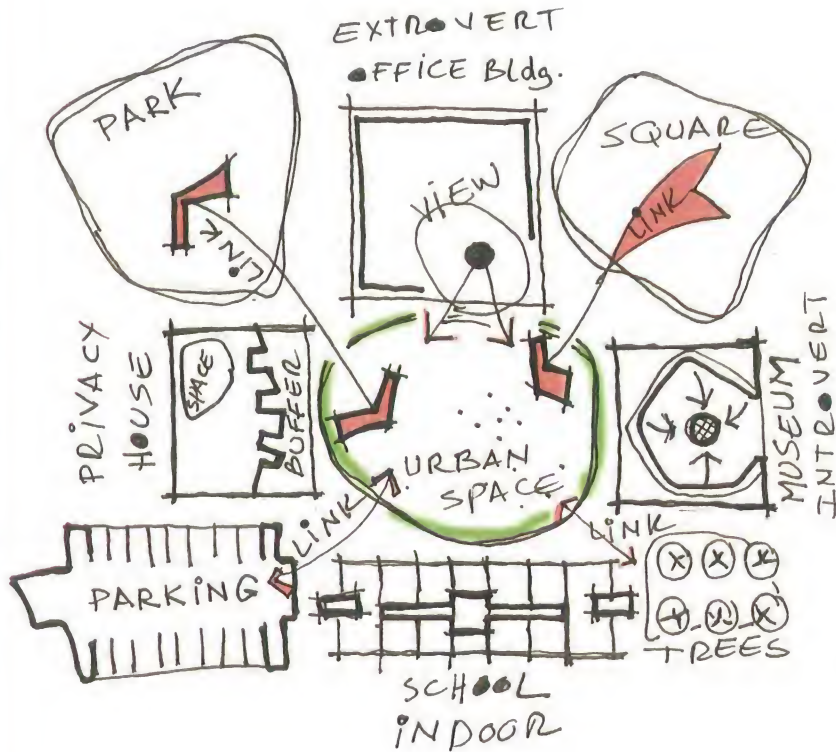 EXTROVERT
OFFICE Bldg.
PARK
LINK
VIEW
SQUARE
LINK
PRIVACY
HOUSE
SPACE
BUFFER
URBAN
SPACE
MUSEUM
INTROVERT
LINK
LINK
PARKING
TREES
SCHOOL
INDOOR